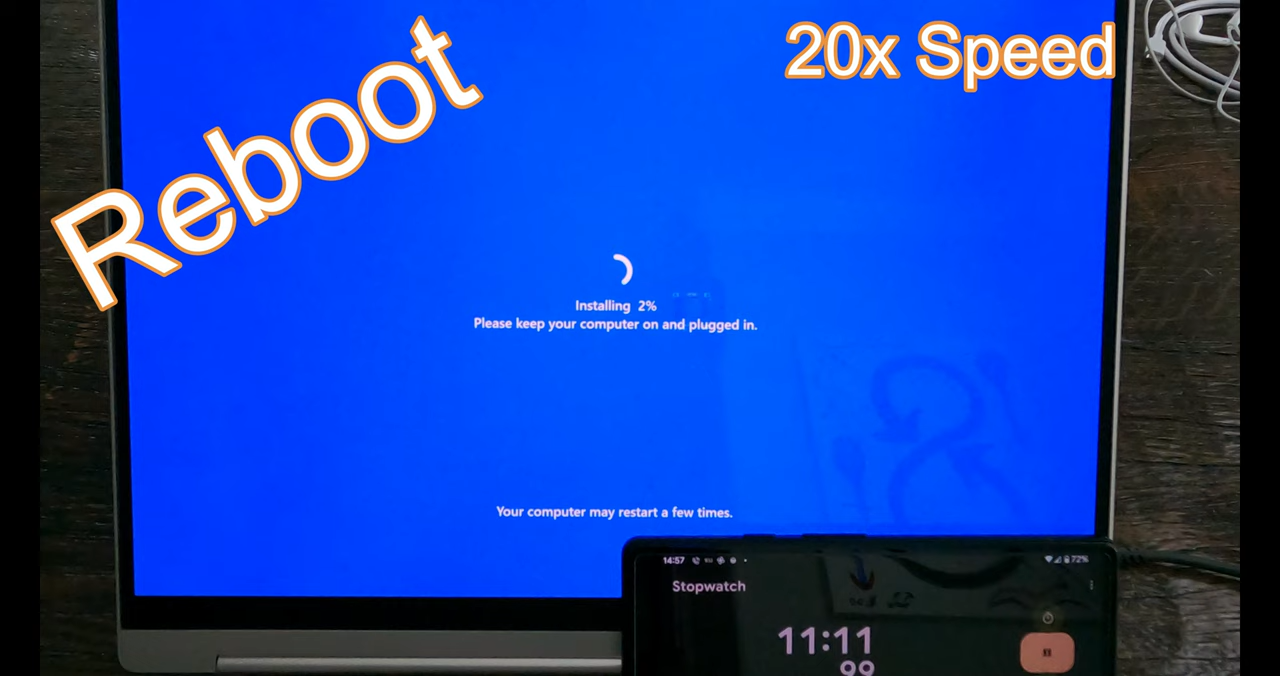 Reboot
20x Speed
Installing 2%
Please keep your computer on and plugged in.
Your computer may restart a few times.
14:57
72%
Stopwatch
11:11
99